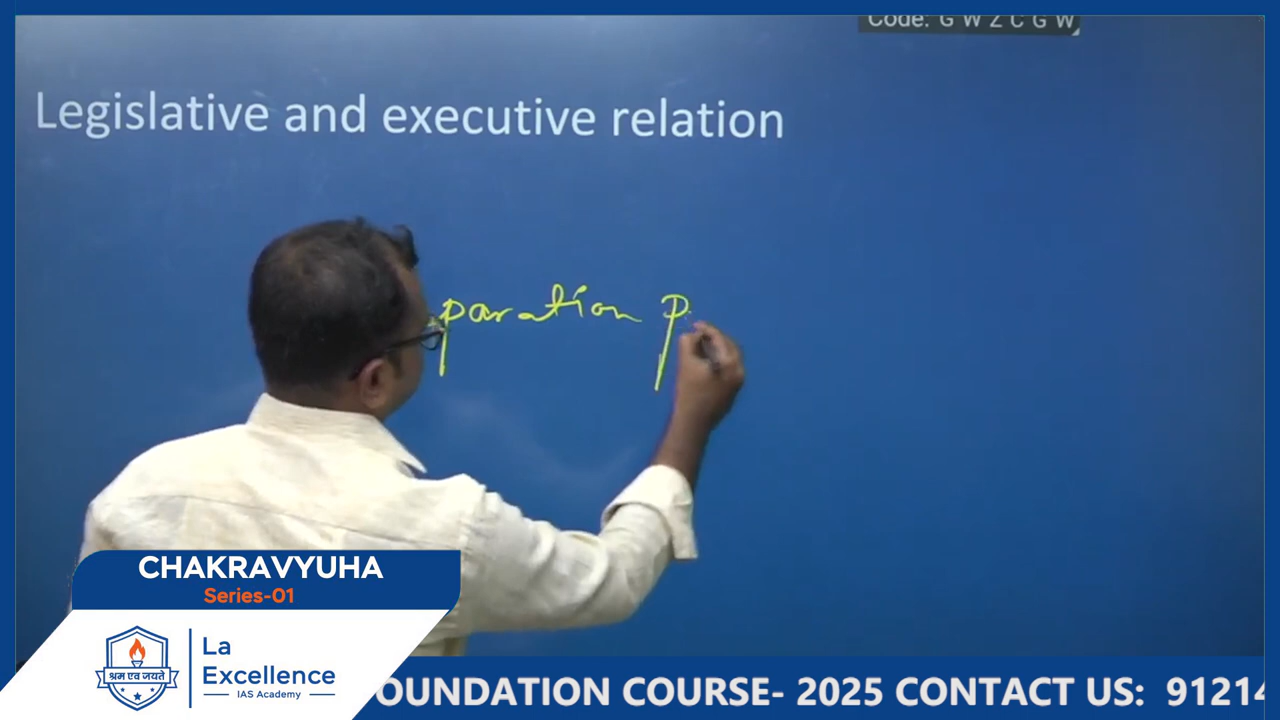 Code: G W Z C G W
Legislative and executive relation
paration P
CHAKRAVYUHA
Series-01
श्रम एव जयते
La
Excellence
IAS Academy
OUNDATION COURSE- 2025 CONTACT US: 91214